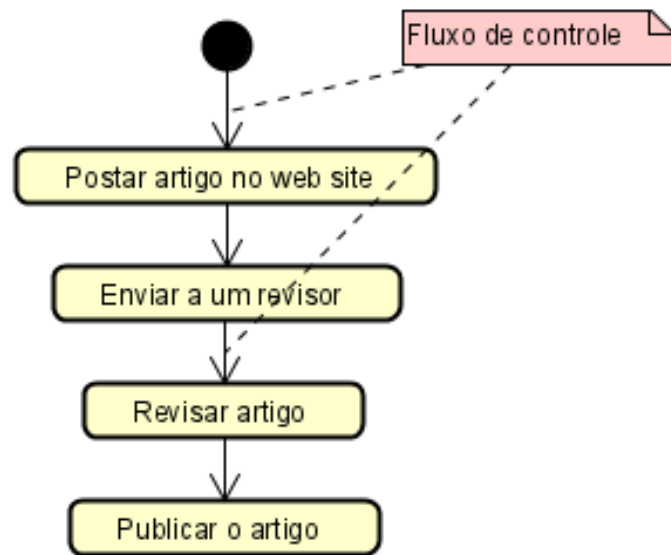 Fluxo de controle
Postar artigo no web site
Enviar a um revisor
Revisar artigo
Publicar o artigo